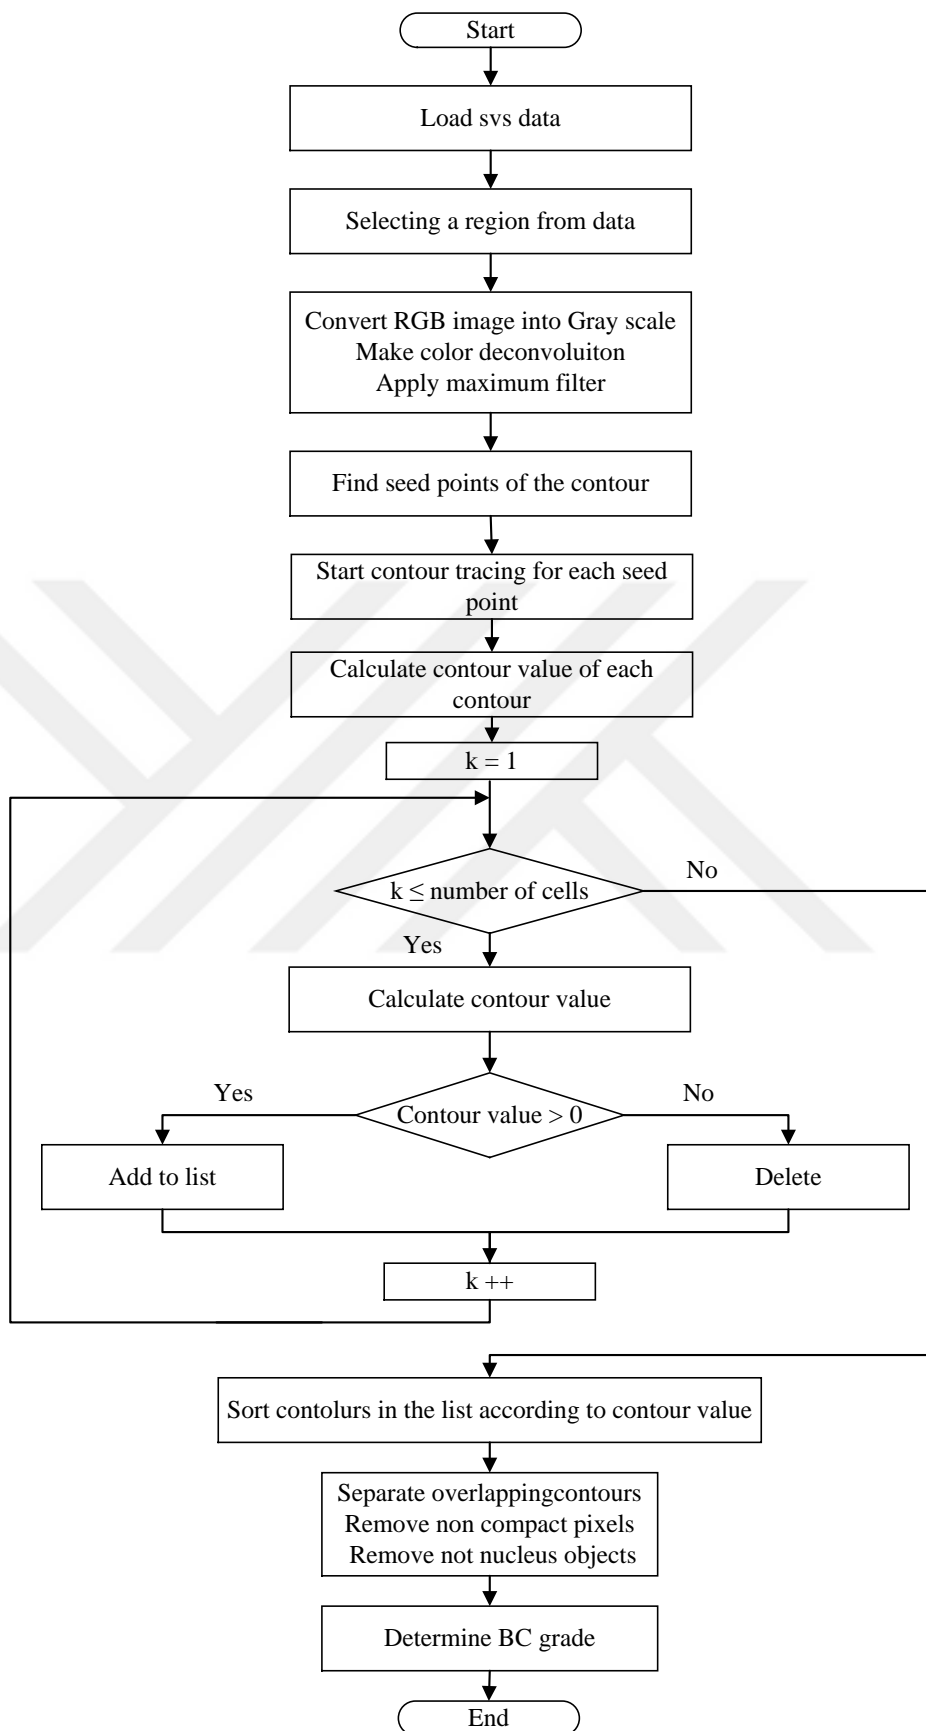 Start
Load svs data
Selecting a region from data
Convert RGB image into Gray scale
Make color deconvoluiton
Apply maximum filter
Find seed points of the contour
Start contour tracing for each seed
point
Calculate contour value of each
contour
k = 1
k ≤ number of cells
No
Yes
Calculate contour value
Contour value > 0
Yes
No
Add to list
Delete
k ++
Sort contolurs in the list according to contour value
Separate overlappingcontours
Remove non compact pixels
Remove not nucleus objects
Determine BC grade
End